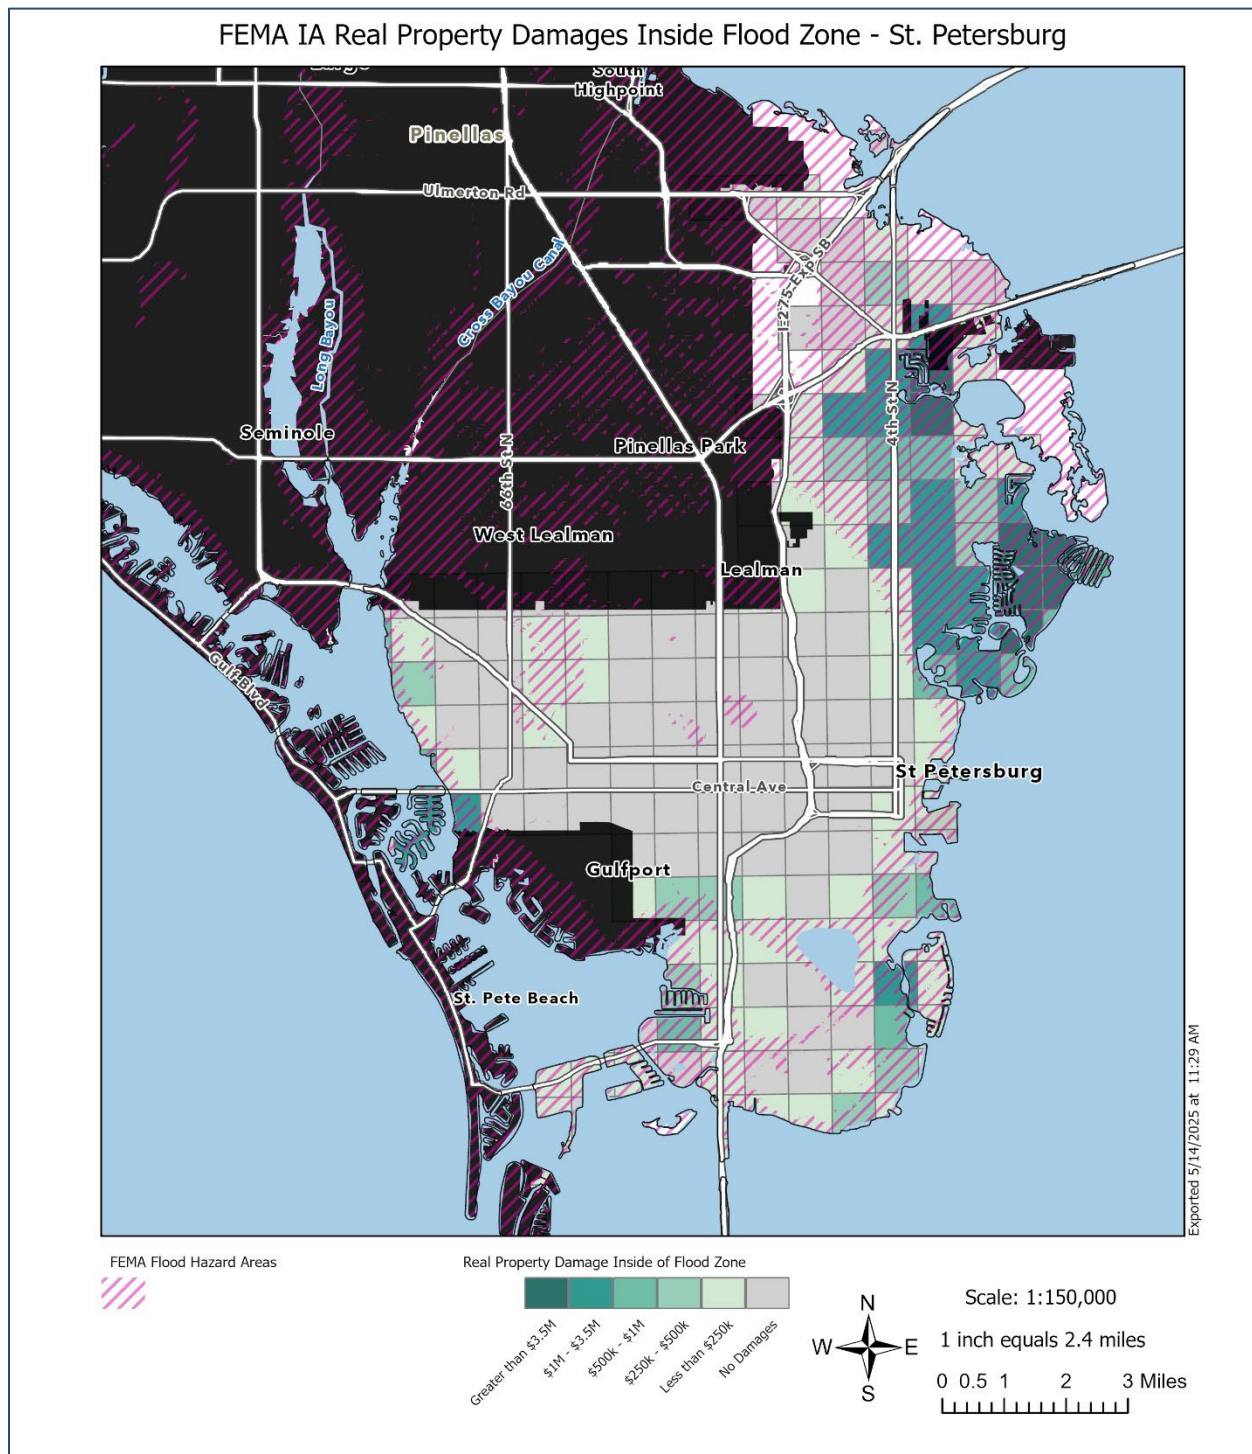 FEMA IA Real Property Damages Inside Flood Zone - St. Petersburg
Largo
South
Highpoint
Pinellas
Ulmerton Rd
I-275-Exp SB
Cross Bayou Canal
Long Bayou
4th St N
Seminole
Pinellas Park
66th St N
West Lealman
Lealman
Gulf Blvd
St Petersburg
Central Ave
Gulfport
St. Pete Beach
Exported 5/14/2025 at 11:29 AM
FEMA Flood Hazard Areas
Real Property Damage Inside of Flood Zone
Greater than $3.5M
$1M - $3.5M
$500k - $1M
$250k - $500k
Less than $250k
No Damages
N
W E
S
Scale: 1:150,000
1 inch equals 2.4 miles
0 0.5 1 2 3 Miles